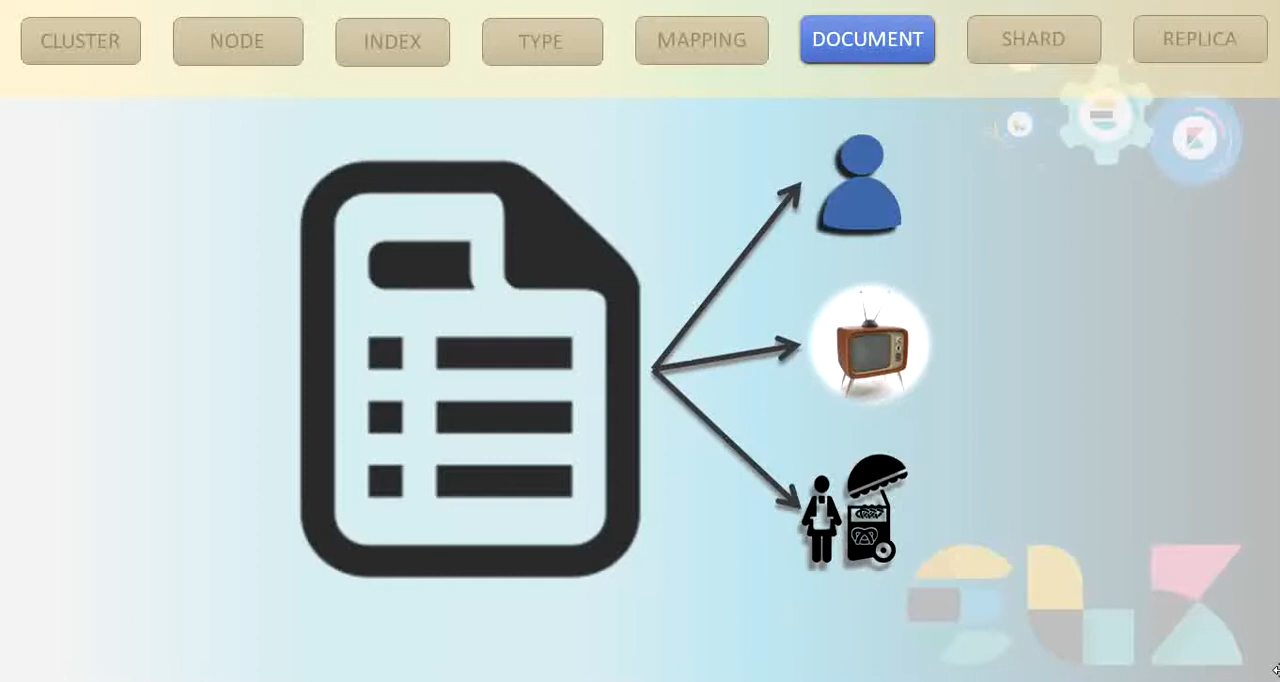 CLUSTER
NODE
INDEX
TYPE
MAPPING
DOCUMENT
SHARD
REPLICA